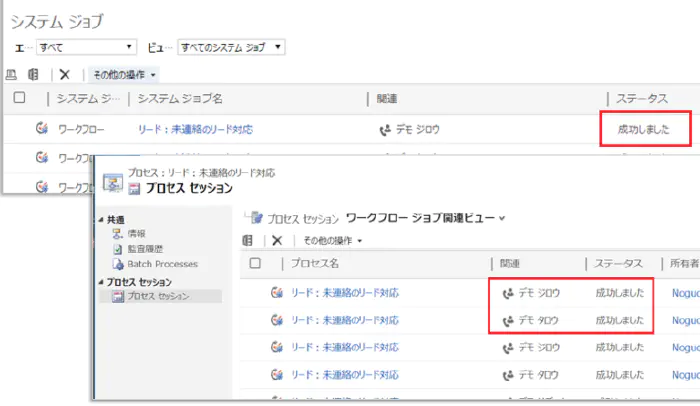 システム ジョブ
エ… すべて ビュ… すべてのシステム ジョブ
その他の操作
システム ジ… システム ジョブ名 関連 ステータス
ワークフロー リード：未連絡のリード対応 デモ ジロウ 成功しました
ワークフ
ワークフ
プロセス：リード：未連絡のリード対応
プロセス セッション
共通
情報
監査履歴
Batch Processes
プロセス セッション
プロセス セッション
プロセス セッション ワークフロー ジョブ関連ビュー
その他の操作
プロセス名 関連 ステータス 所有者
リード：未連絡のリード対応 デモ ジロウ 成功しました Noguc
リード：未連絡のリード対応 デモ タロウ 成功しました Noguc
リード：未連絡のリード対応 デモ ジロウ 成功しました Noguc
リード：未連絡のリード対応 デモ タロウ 成功しました Noguc